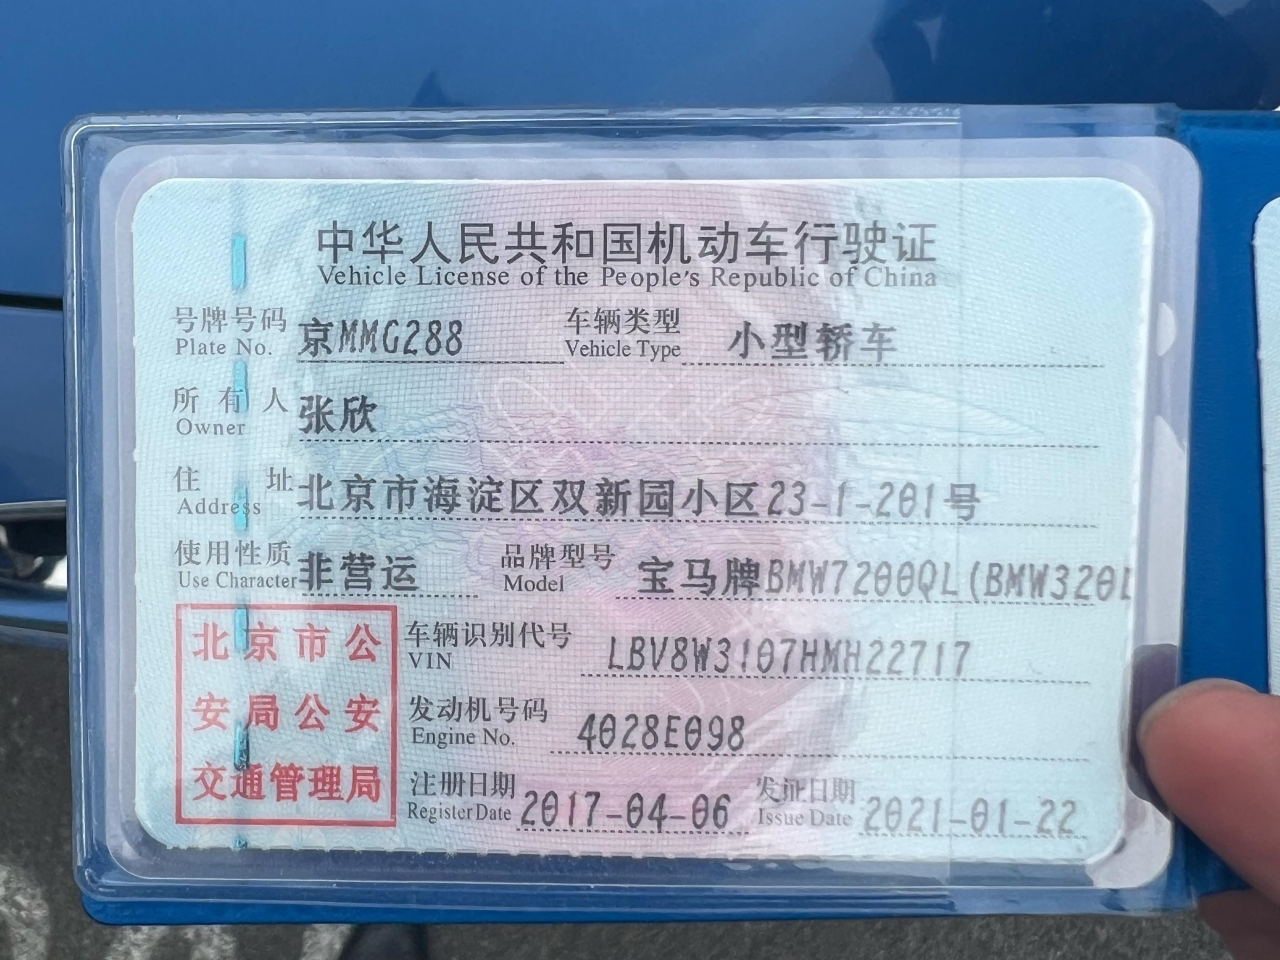 中华人民共和国机动车行驶证
Vehicle License of the People's Republic of China
号牌号码 京MMG288 车辆类型 小型轿车
Plate No. Vehicle Type
所有人 张欣
Owner
住址 北京市海淀区双新园小区23-1-201号
Address
使用性质 非营运 品牌型号 宝马牌BMW7200QL(BMW320L
Use Character Model
北京市公
安局公安
交通管理局
车辆识别代号 LBV8W3107HMH22717
VIN
发动机号码 4028E098
Engine No.
注册日期 2017-04-06 发证日期 2021-01-22
Register Date Issue Date